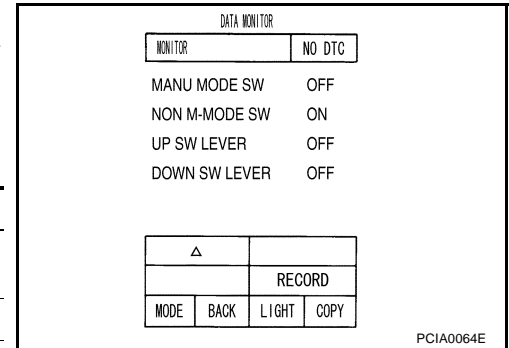 DATA MONITOR
MONITOR NO DTC
MANU MODE SW OFF
NON M-MODE SW ON
UP SW LEVER OFF
DOWN SW LEVER OFF
△
RECORD
MODE BACK LIGHT COPY
PCIA0064E